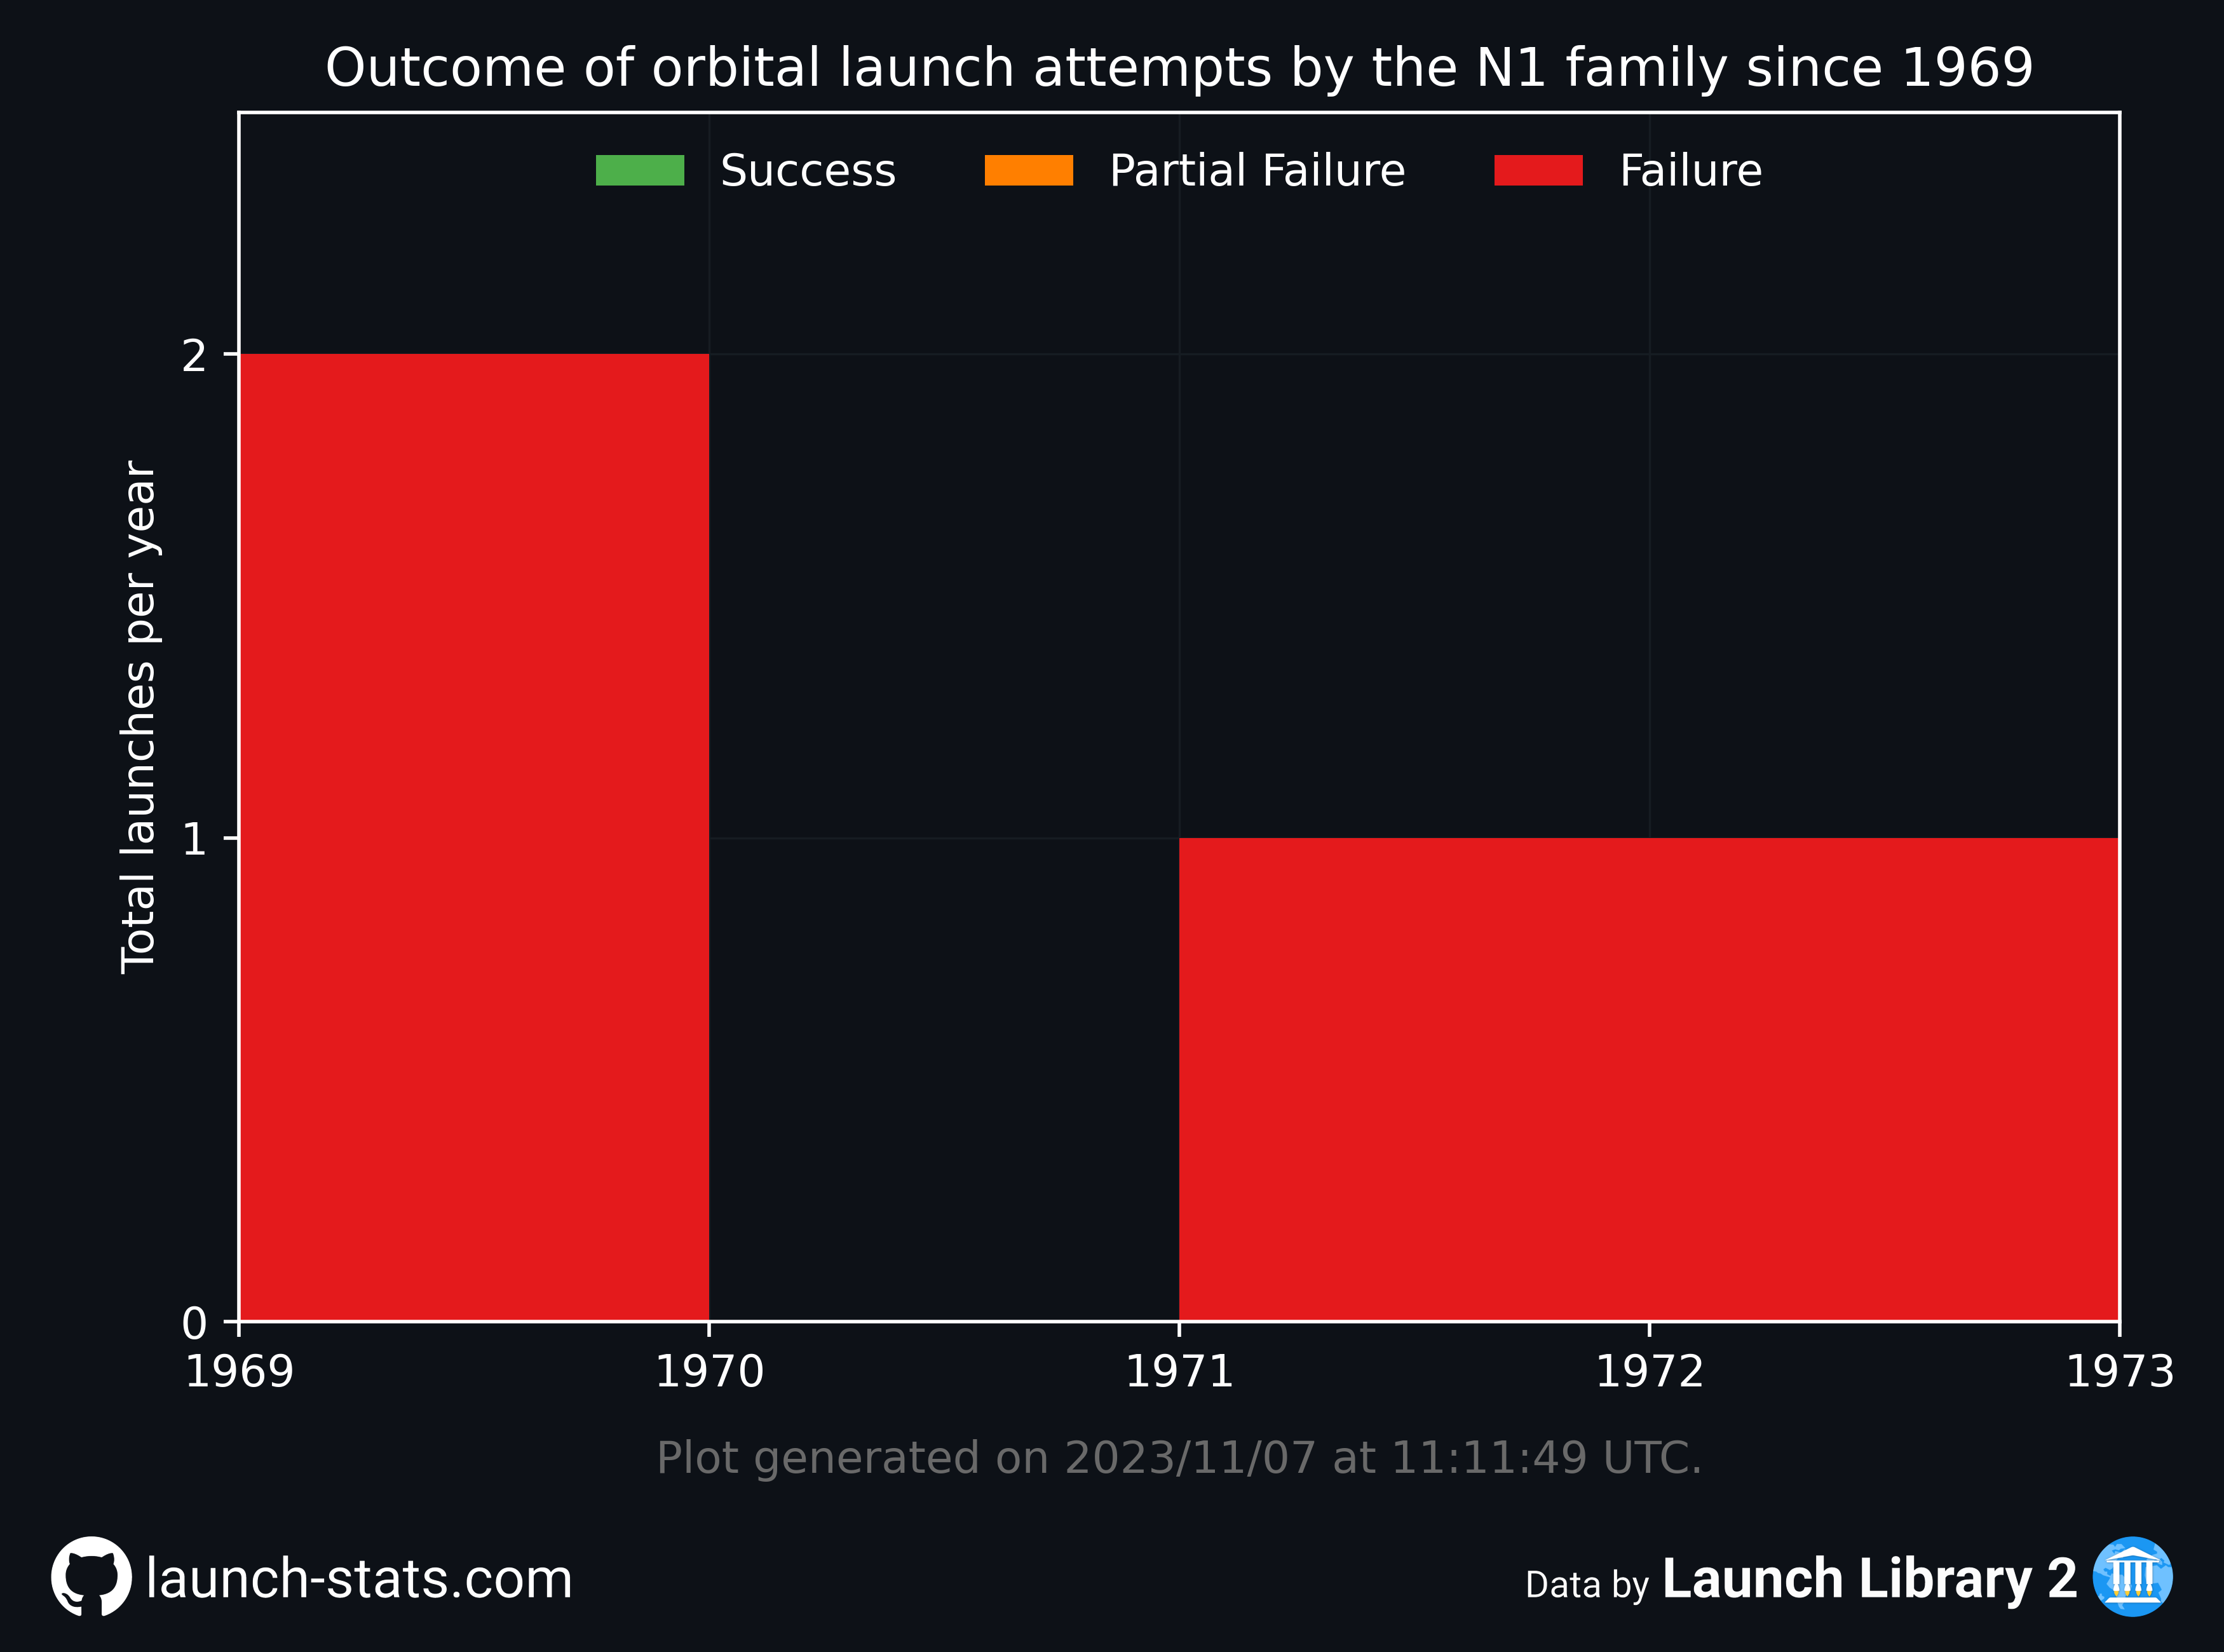 Outcome of orbital launch attempts by the N1 family since 1969
Success Partial Failure Failure
Total launches per year
2
1
0
1969 1970 1971 1972 1973
Plot generated on 2023/11/07 at 11:11:49 UTC.
launch-stats.com
Data by Launch Library 2